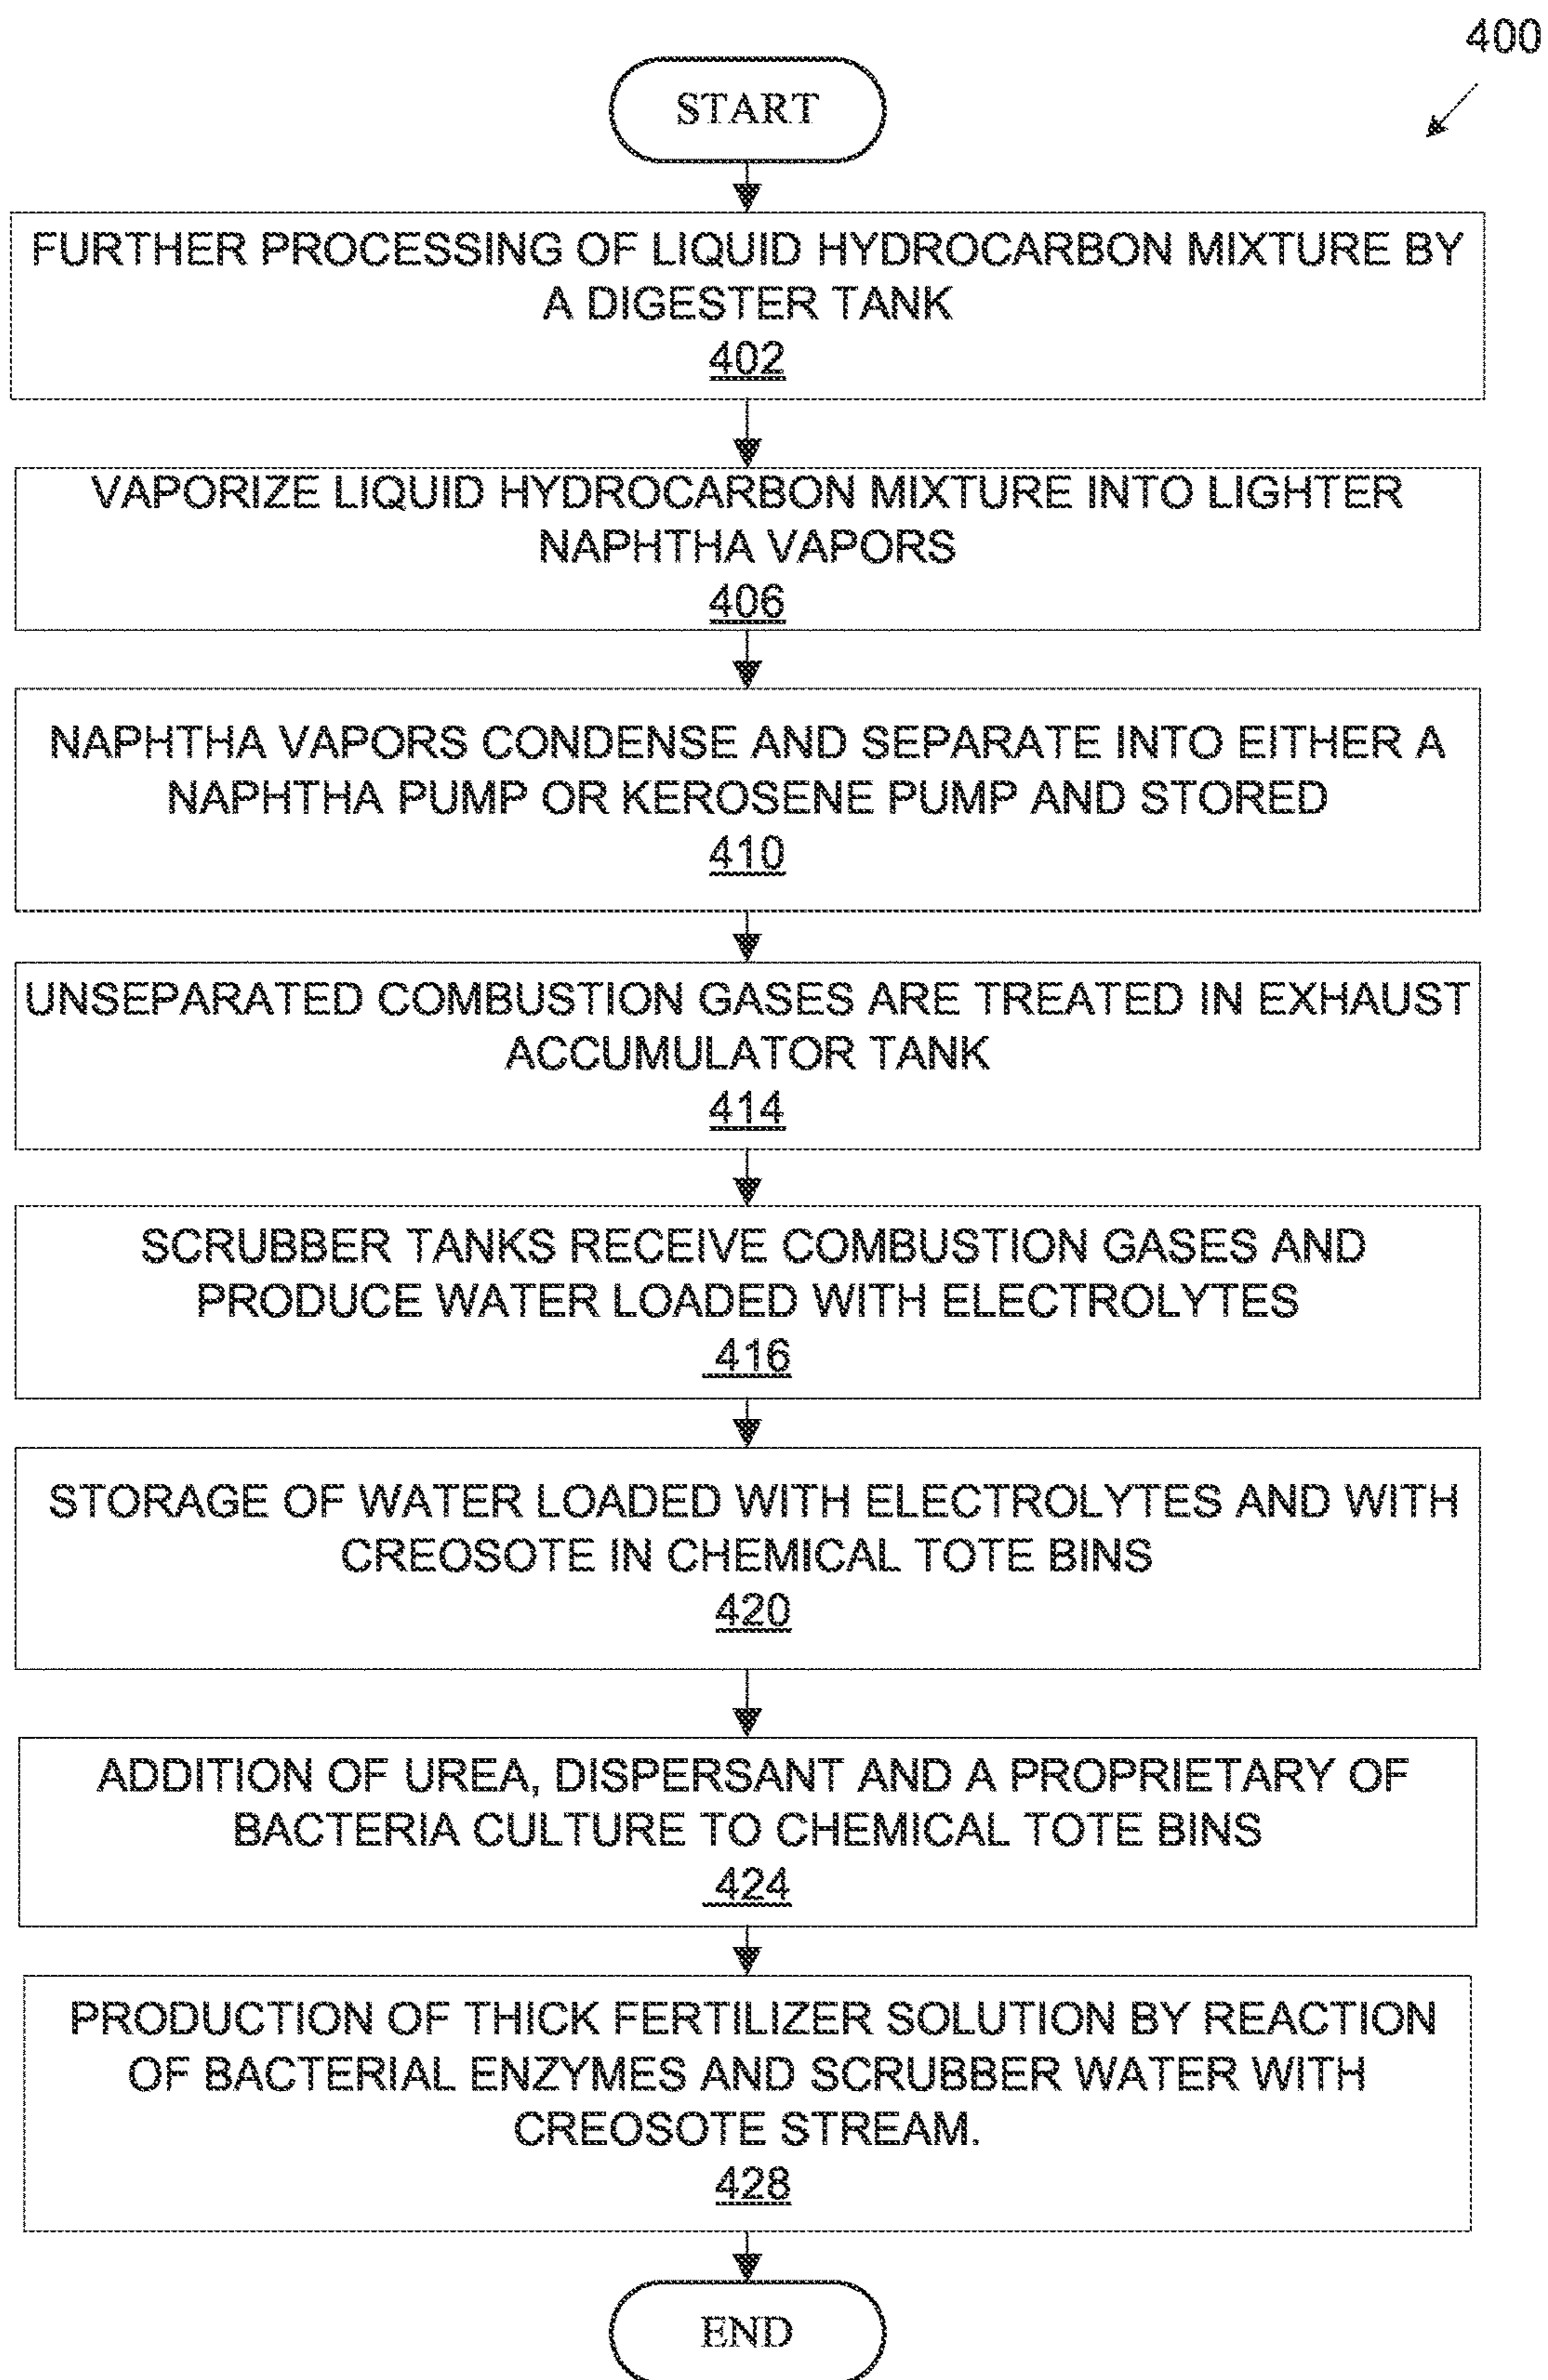 400
START
FURTHER PROCESSING OF LIQUID HYDROCARBON MIXTURE BY
A DIGESTER TANK
402
VAPORIZE LIQUID HYDROCARBON MIXTURE INTO LIGHTER
NAPHTHA VAPORS
406
NAPHTHA VAPORS CONDENSE AND SEPARATE INTO EITHER A
NAPHTHA PUMP OR KEROSENE PUMP AND STORED
410
UNSEPARATED COMBUSTION GASES ARE TREATED IN EXHAUST
ACCUMULATOR TANK
414
SCRUBBER TANKS RECEIVE COMBUSTION GASES AND
PRODUCE WATER LOADED WITH ELECTROLYTES
416
STORAGE OF WATER LOADED WITH ELECTROLYTES AND WITH
CREOSOTE IN CHEMICAL TOTE BINS
420
ADDITION OF UREA, DISPERSANT AND A PROPRIETARY OF
BACTERIA CULTURE TO CHEMICAL TOTE BINS
424
PRODUCTION OF THICK FERTILIZER SOLUTION BY REACTION
OF BACTERIAL ENZYMES AND SCRUBBER WATER WITH
CREOSOTE STREAM.
428
END